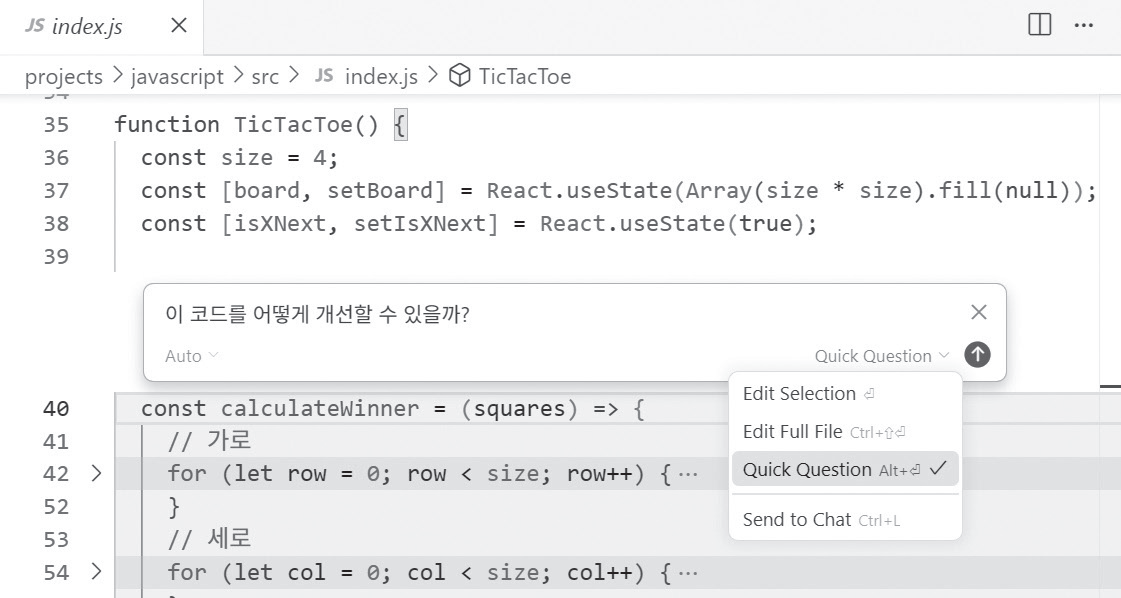 JS index.js
projects > javascript > src > JS index.js > TicTacToe
35 function TicTacToe() {
36 const size = 4;
37 const [board, setBoard] = React.useState(Array(size * size).fill(null));
38 const [isXNext, setIsXNext] = React.useState(true);
39
이 코드를 어떻게 개선할 수 있을까?
Auto Quick Question
Edit Selection ⏎
Edit Full File Ctrl+⇧⏎
Quick Question Alt+⏎ ✓
Send to Chat Ctrl+L
40 const calculateWinner = (squares) => {
41 // 가로
42 > for (let row = 0; row < size; row++) { ···
52 }
53 // 세로
54 > for (let col = 0; col < size; col++) { ···